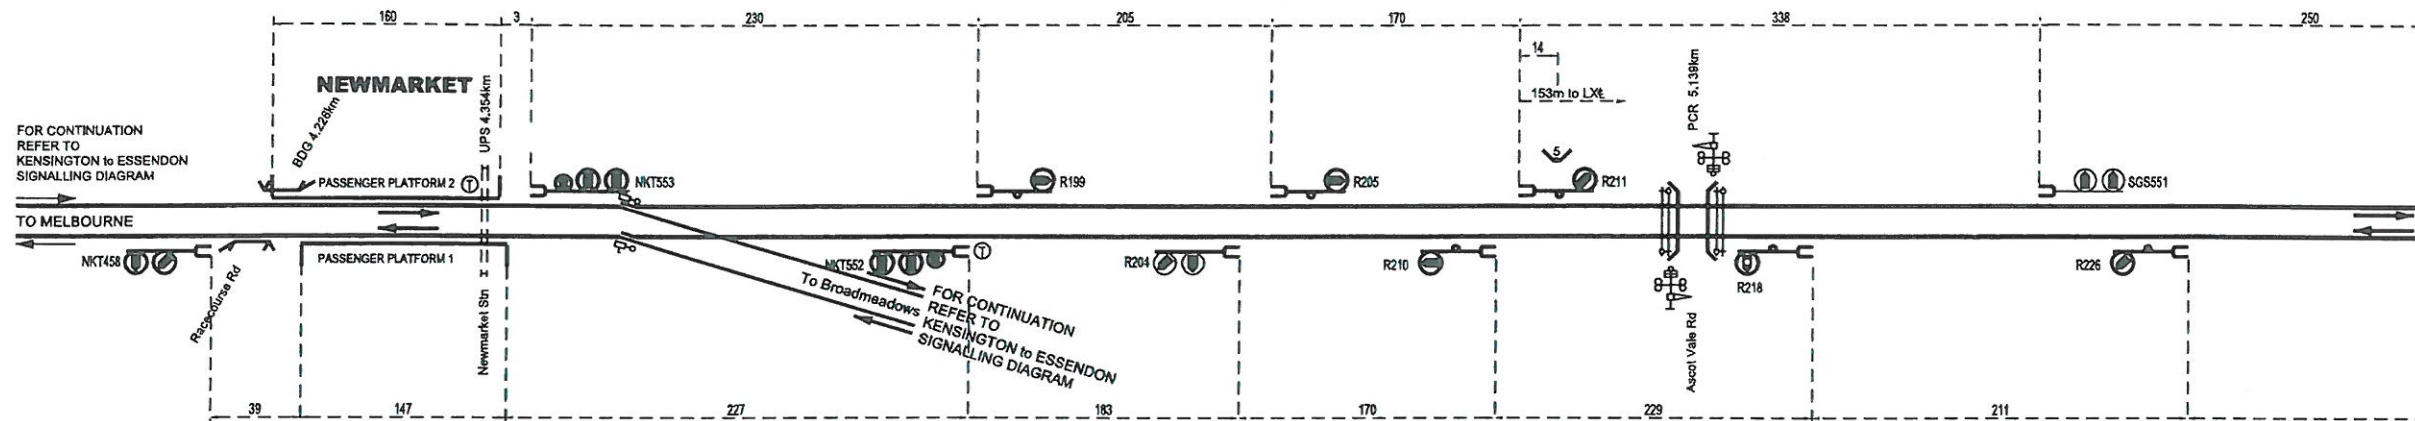 160
3
230
205
170
338
250
14
NEWMARKET
BDG 4.226km
UPS 4.354km
PCR 5.139km
153m to LX℄
FOR CONTINUATION
REFER TO
KENSINGTON to ESSENDON
SIGNALLING DIAGRAM
5
PASSENGER PLATFORM 2
T
NKT553
R199
R205
R211
SGS551
TO MELBOURNE
NKT458
PASSENGER PLATFORM 1
NKT552
T
R204
R210
R218
R226
Racecourse Rd
Newmarket Stn
To Broadmeadows
FOR CONTINUATION
REFER TO
KENSINGTON to ESSENDON
SIGNALLING DIAGRAM
Ascot Vale Rd
39
147
227
183
170
229
211